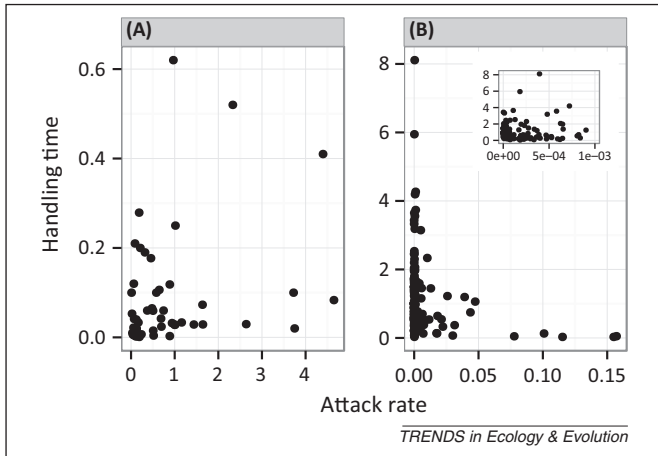 (A)
(B)
Handling time
0.6
0.4
0.2
0.0
0 1 2 3 4
8
6
4
2
0
0.00 0.05 0.10 0.15
8
6
4
2
0
0e+00 5e−04 1e−03
Attack rate
TRENDS in Ecology & Evolution